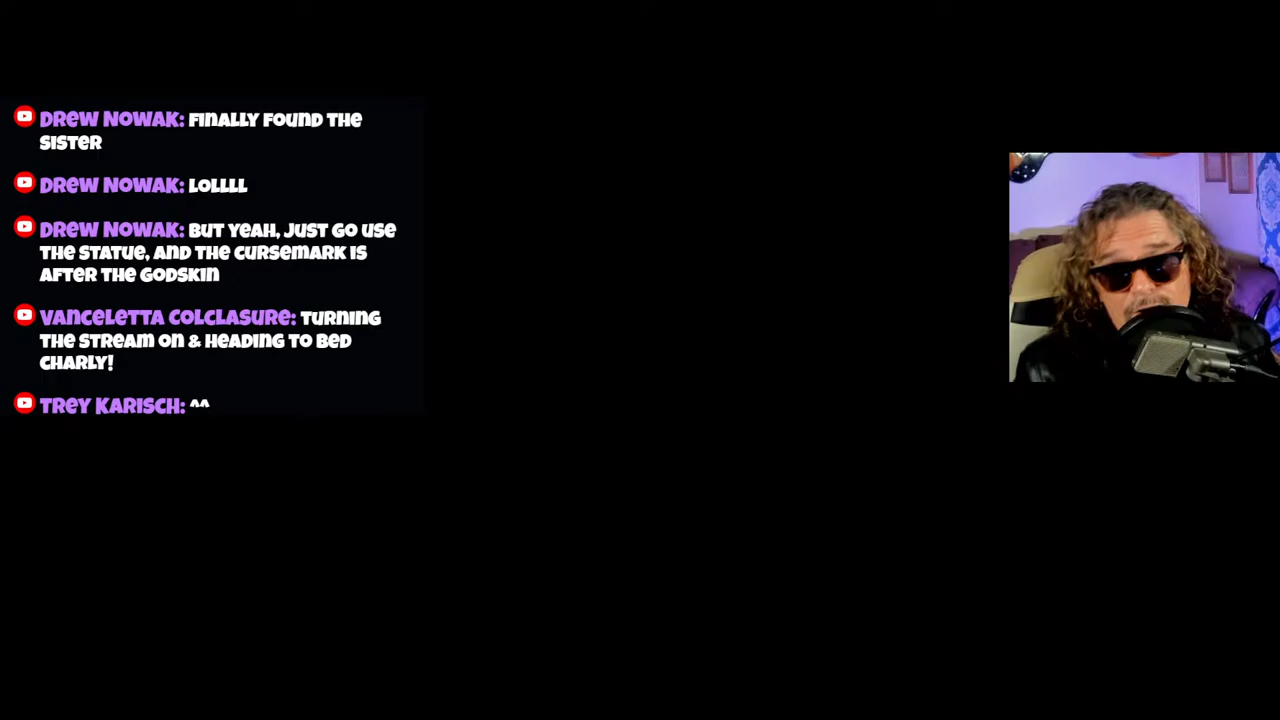 Drew Nowak: Finally found the
sister
Drew Nowak: Lollll
Drew Nowak: But yeah, just go use
the statue, and the cursemark is
after the godskin
Vanceletta Colclasure: Turning
the stream on & heading to bed
Charly!
Trey Karisch: ^^